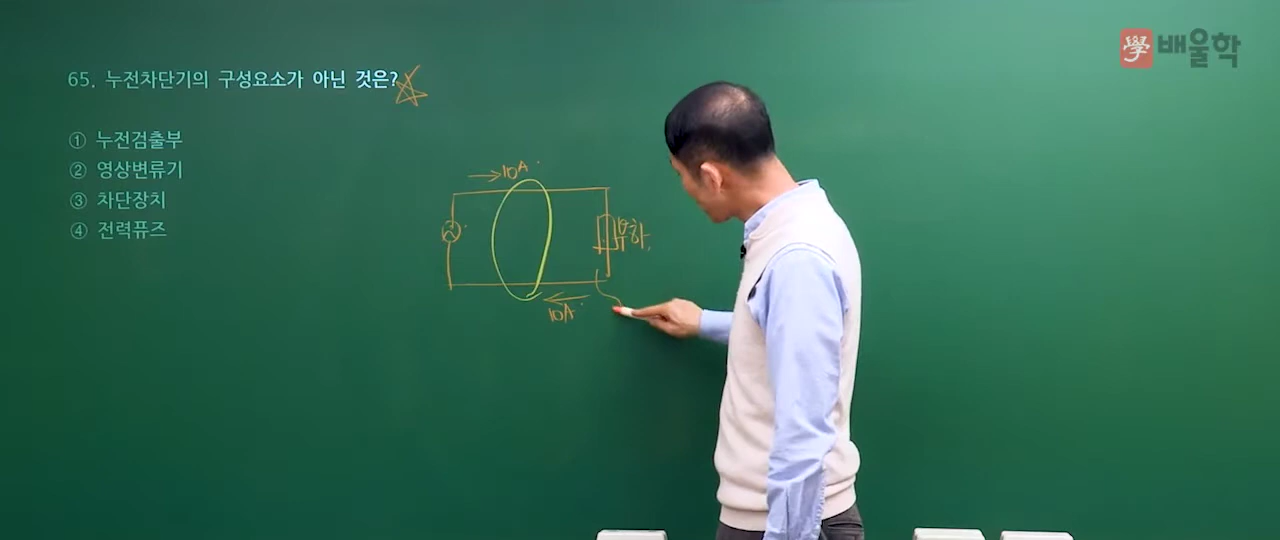 學 배울학
65. 누전차단기의 구성요소가 아닌 것은?
① 누전검출부
② 영상변류기
③ 차단장치
④ 전력퓨즈
→10A
부하
←10A